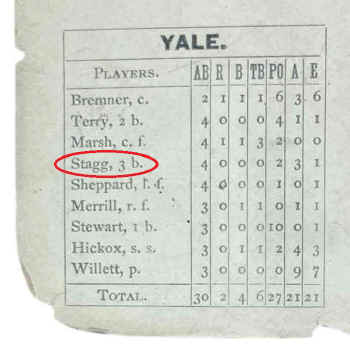 YALE.
PLAYERS. AB R B TB PO A E
Bremner, c. 2 1 1 1 6 3 6
Terry, 2 b. 4 0 0 0 4 1 1
Marsh, c. f. 4 1 1 3 2 0 0
Stagg, 3 b. 4 0 0 0 2 3 1
Sheppard, l. f. 4 0 0 0 1 0 1
Merrill, r. f. 3 0 1 1 0 1 1
Stewart, 1 b. 3 0 0 0 10 0 1
Hickox, s. s. 3 0 1 1 2 4 3
Willett, p. 3 0 0 0 0 9 7
TOTAL. 30 2 4 6 27 21 21